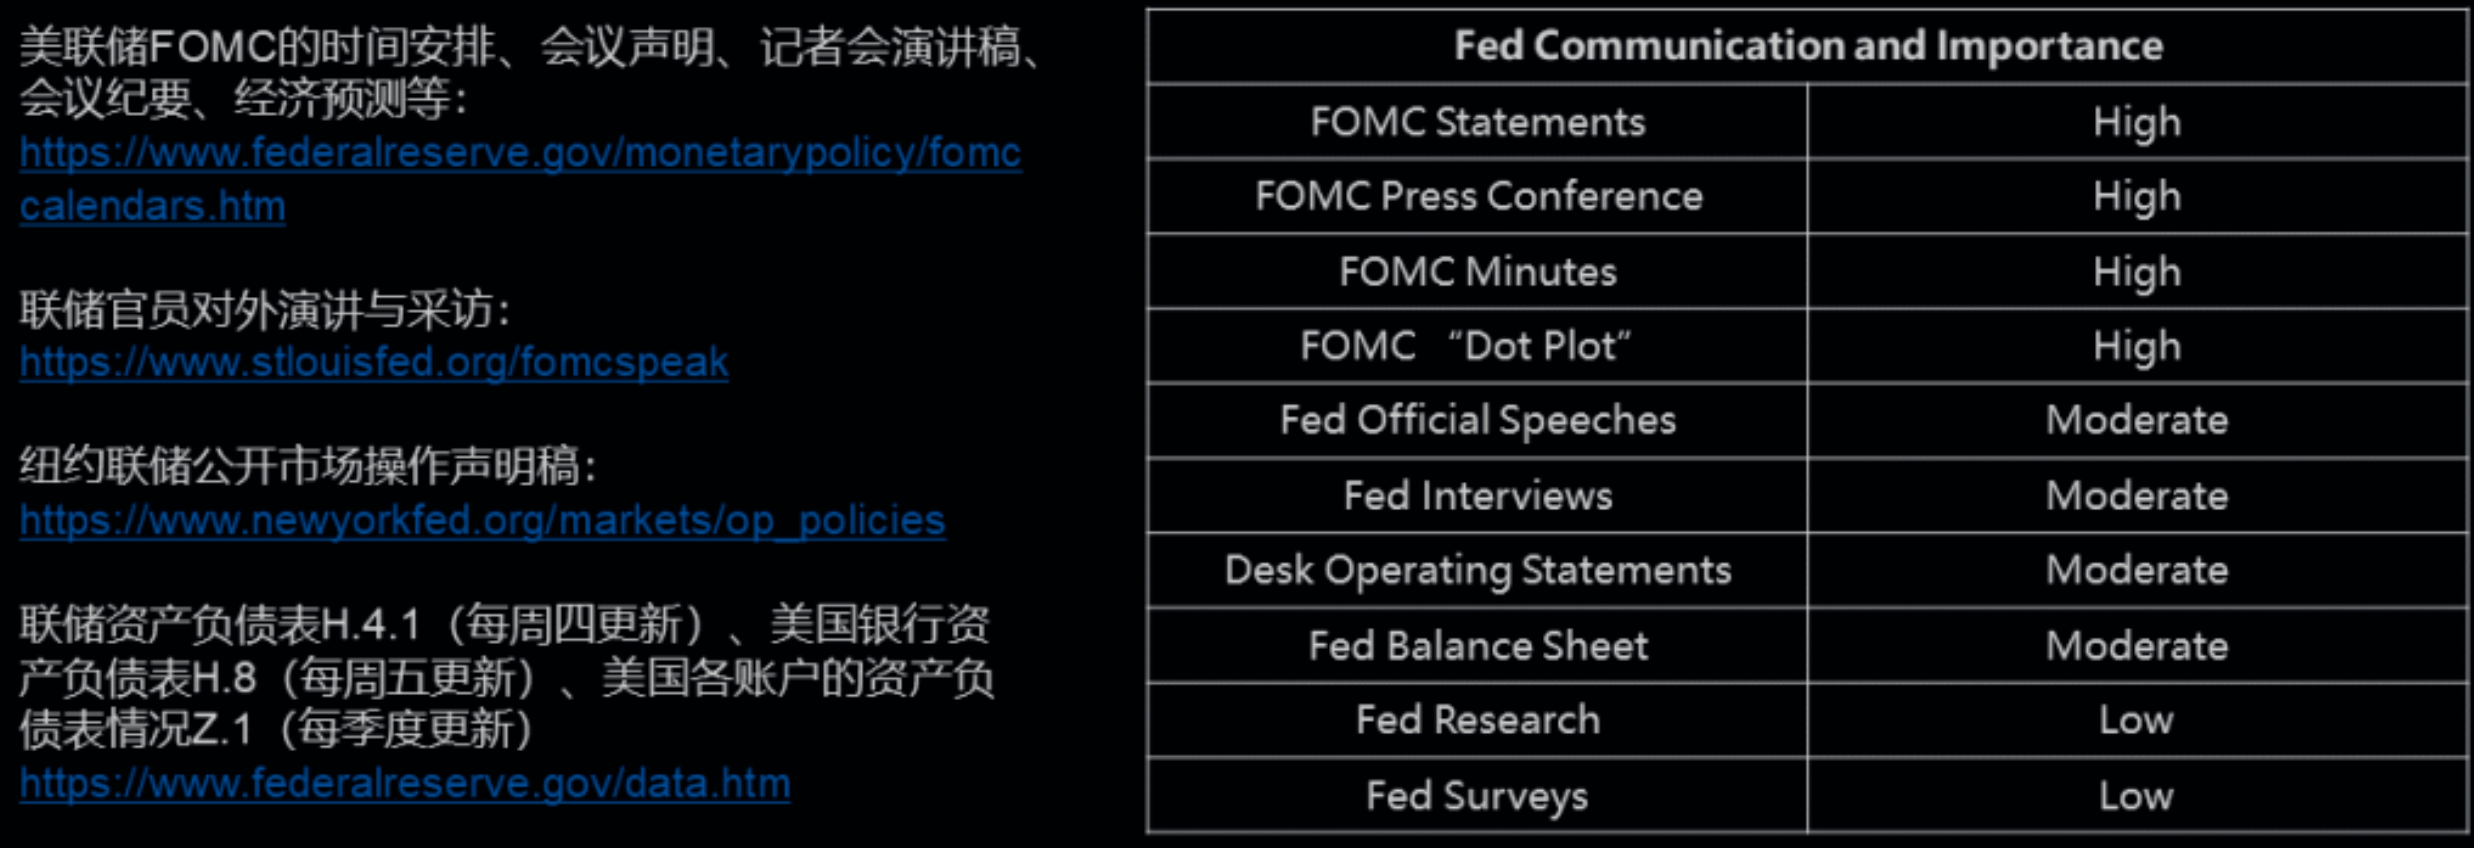 美联储FOMC的时间安排、会议声明、记者会演讲稿、
会议纪要、经济预测等：
https://www.federalreserve.gov/monetarypolicy/fomc
calendars.htm
联储官员对外演讲与采访：
https://www.stlouisfed.org/fomcspeak
纽约联储公开市场操作声明稿：
https://www.newyorkfed.org/markets/op_policies
联储资产负债表H.4.1（每周四更新）、美国银行资
产负债表H.8（每周五更新）、美国各账户的资产负
债表情况Z.1（每季度更新）
https://www.federalreserve.gov/data.htm
Fed Communication and Importance
FOMC Statements High
FOMC Press Conference High
FOMC Minutes High
FOMC “Dot Plot” High
Fed Official Speeches Moderate
Fed Interviews Moderate
Desk Operating Statements Moderate
Fed Balance Sheet Moderate
Fed Research Low
Fed Surveys Low